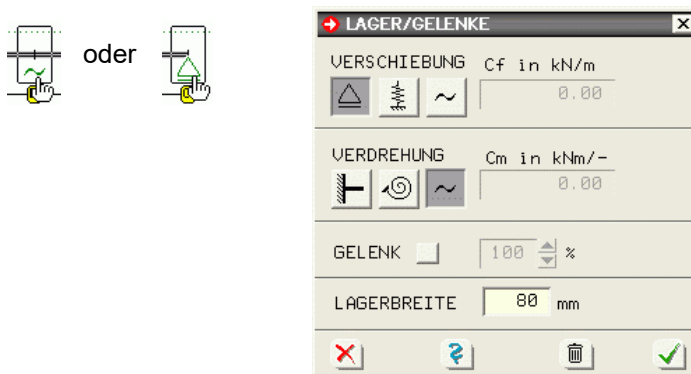 oder
LAGER/GELENKE
VERSCHIEBUNG Cf in kN/m
0.00
VERDREHUNG Cm in kNm/-
0.00
GELENK 100 %
LAGERBREITE 80 mm